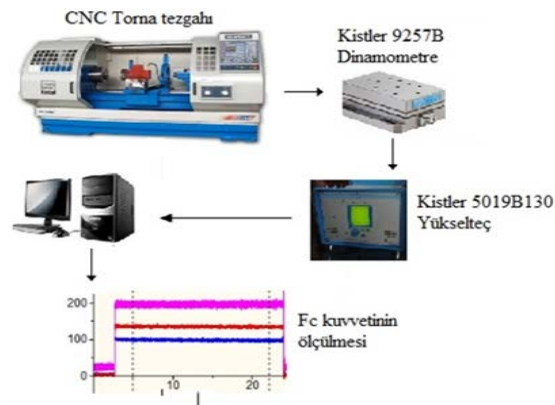 CNC Torna tezgahı
Kistler 9257B
Dinamometre
Kistler 5019B130
Yükselteç
Fc kuvvetinin
ölçülmesi
200
100
0
10
20